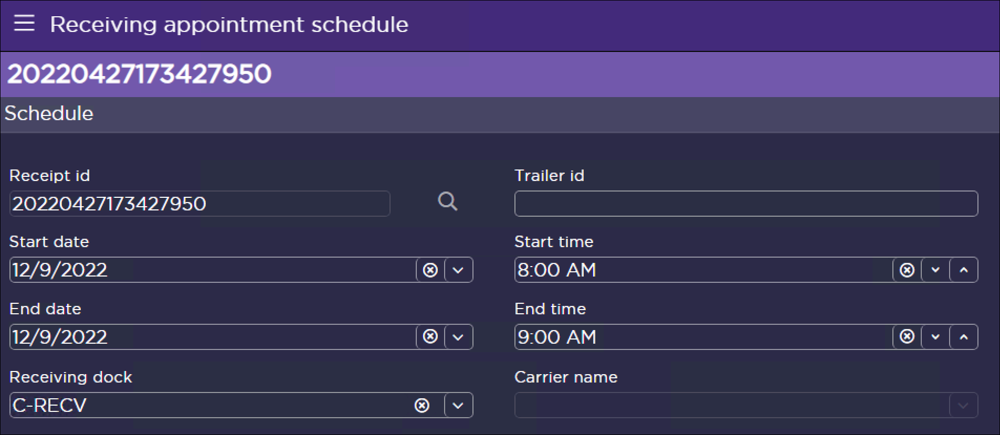 Receiving appointment schedule
20220427173427950
Schedule
Receipt id
Trailer id
20220427173427950
Start date
Start time
12/9/2022
8:00 AM
End date
End time
12/9/2022
9:00 AM
Receiving dock
Carrier name
C-RECV